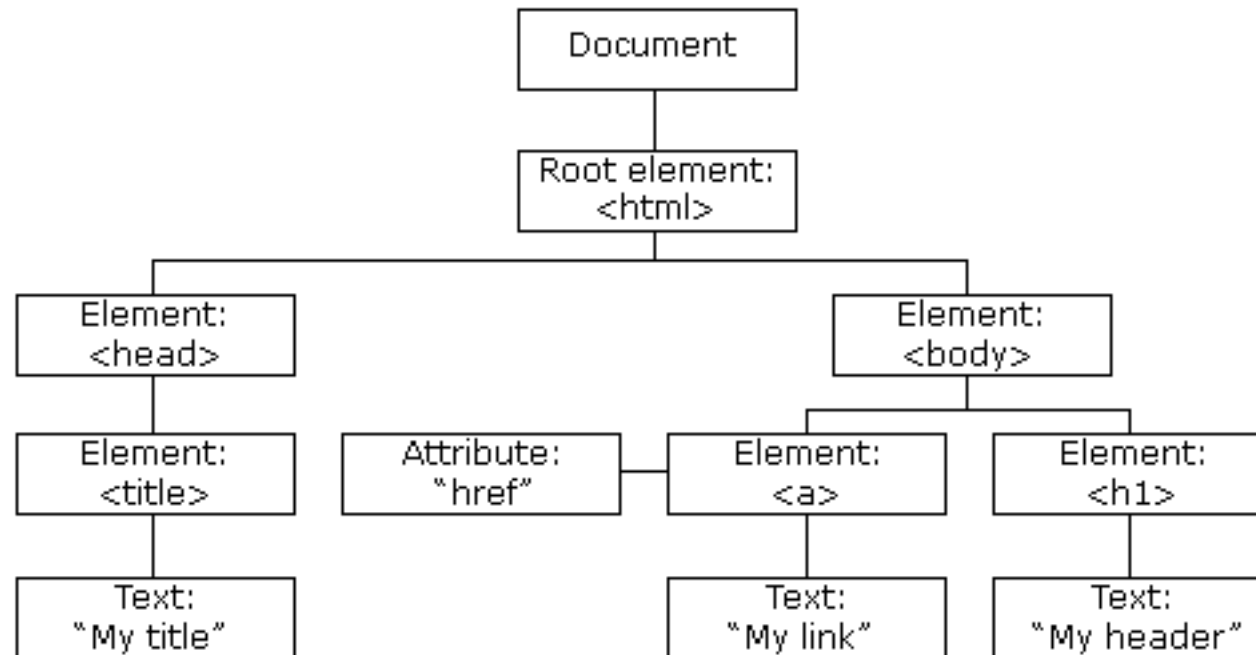 Document
Root element:
<html>
Element:
<head>
Element:
<body>
Element:
<title>
Attribute:
“href”
Element:
<a>
Element:
<h1>
Text:
“My title”
Text:
“My link”
Text:
“My header”